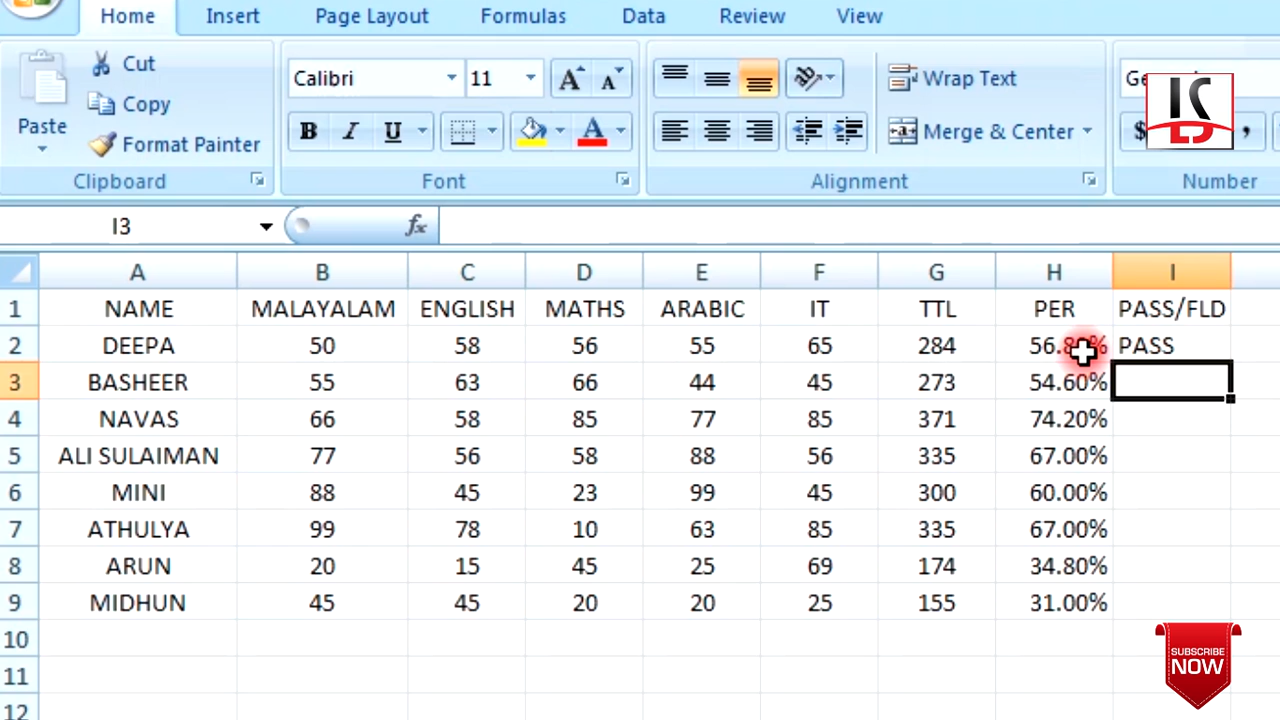 Home Insert Page Layout Formulas Data Review View
Cut
Copy
Format Painter
Paste
Calibri 11 A A
B I U A
Wrap Text
Merge & Center
$ ,
Clipboard Font Alignment Number
I3 fx
A B C D E F G H I
1 NAME MALAYALAM ENGLISH MATHS ARABIC IT TTL PER PASS/FLD
2 DEEPA 50 58 56 55 65 284 56.80% PASS
3 BASHEER 55 63 66 44 45 273 54.60%
4 NAVAS 66 58 85 77 85 371 74.20%
5 ALI SULAIMAN 77 56 58 88 56 335 67.00%
6 MINI 88 45 23 99 45 300 60.00%
7 ATHULYA 99 78 10 63 85 335 67.00%
8 ARUN 20 15 45 25 69 174 34.80%
9 MIDHUN 45 45 20 20 25 155 31.00%
10
11
12
SUBSCRIBE
NOW